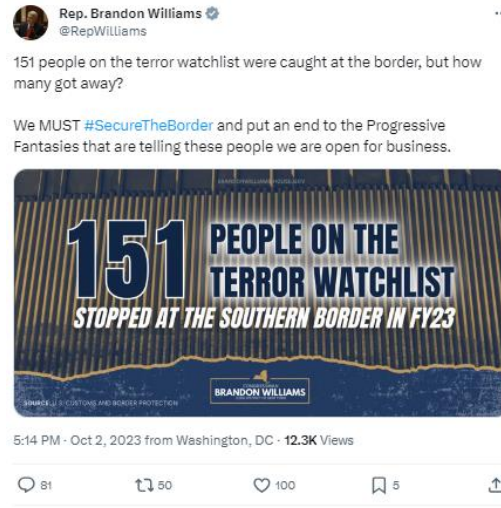 Rep. Brandon Williams
@RepWilliams
151 people on the terror watchlist were caught at the border, but how
many got away?
We MUST #SecureTheBorder and put an end to the Progressive
Fantasies that are telling these people we are open for business.
151 PEOPLE ON THE
TERROR WATCHLIST
STOPPED AT THE SOUTHERN BORDER IN FY23
CONGRESSMAN
BRANDON WILLIAMS
SOURCE: U.S. CUSTOMS AND BORDER PROTECTION
5:14 PM · Oct 2, 2023 from Washington, DC · 12.3K Views
81 50 100 5